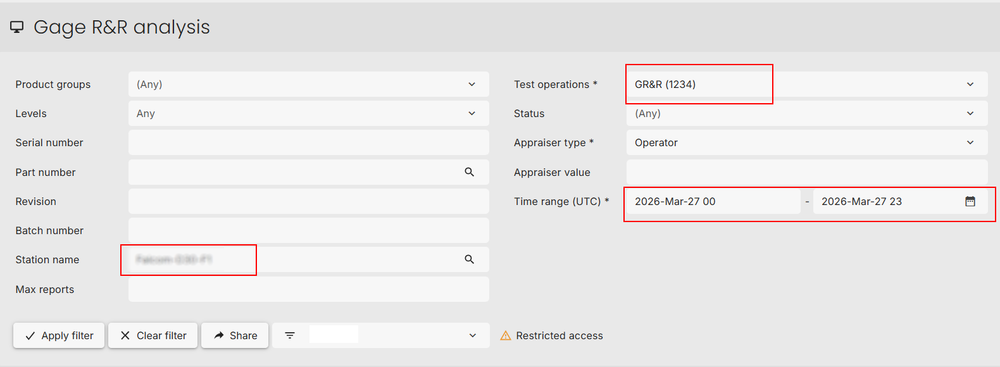 Gage R&R analysis
Product groups
(Any)
Levels
Any
Serial number
Part number
Revision
Batch number
Station name
Max reports
Test operations *
GR&R (1234)
Status
(Any)
Appraiser type *
Operator
Appraiser value
Time range (UTC) *
2026-Mar-27 00 - 2026-Mar-27 23
Apply filter
Clear filter
Share
Restricted access